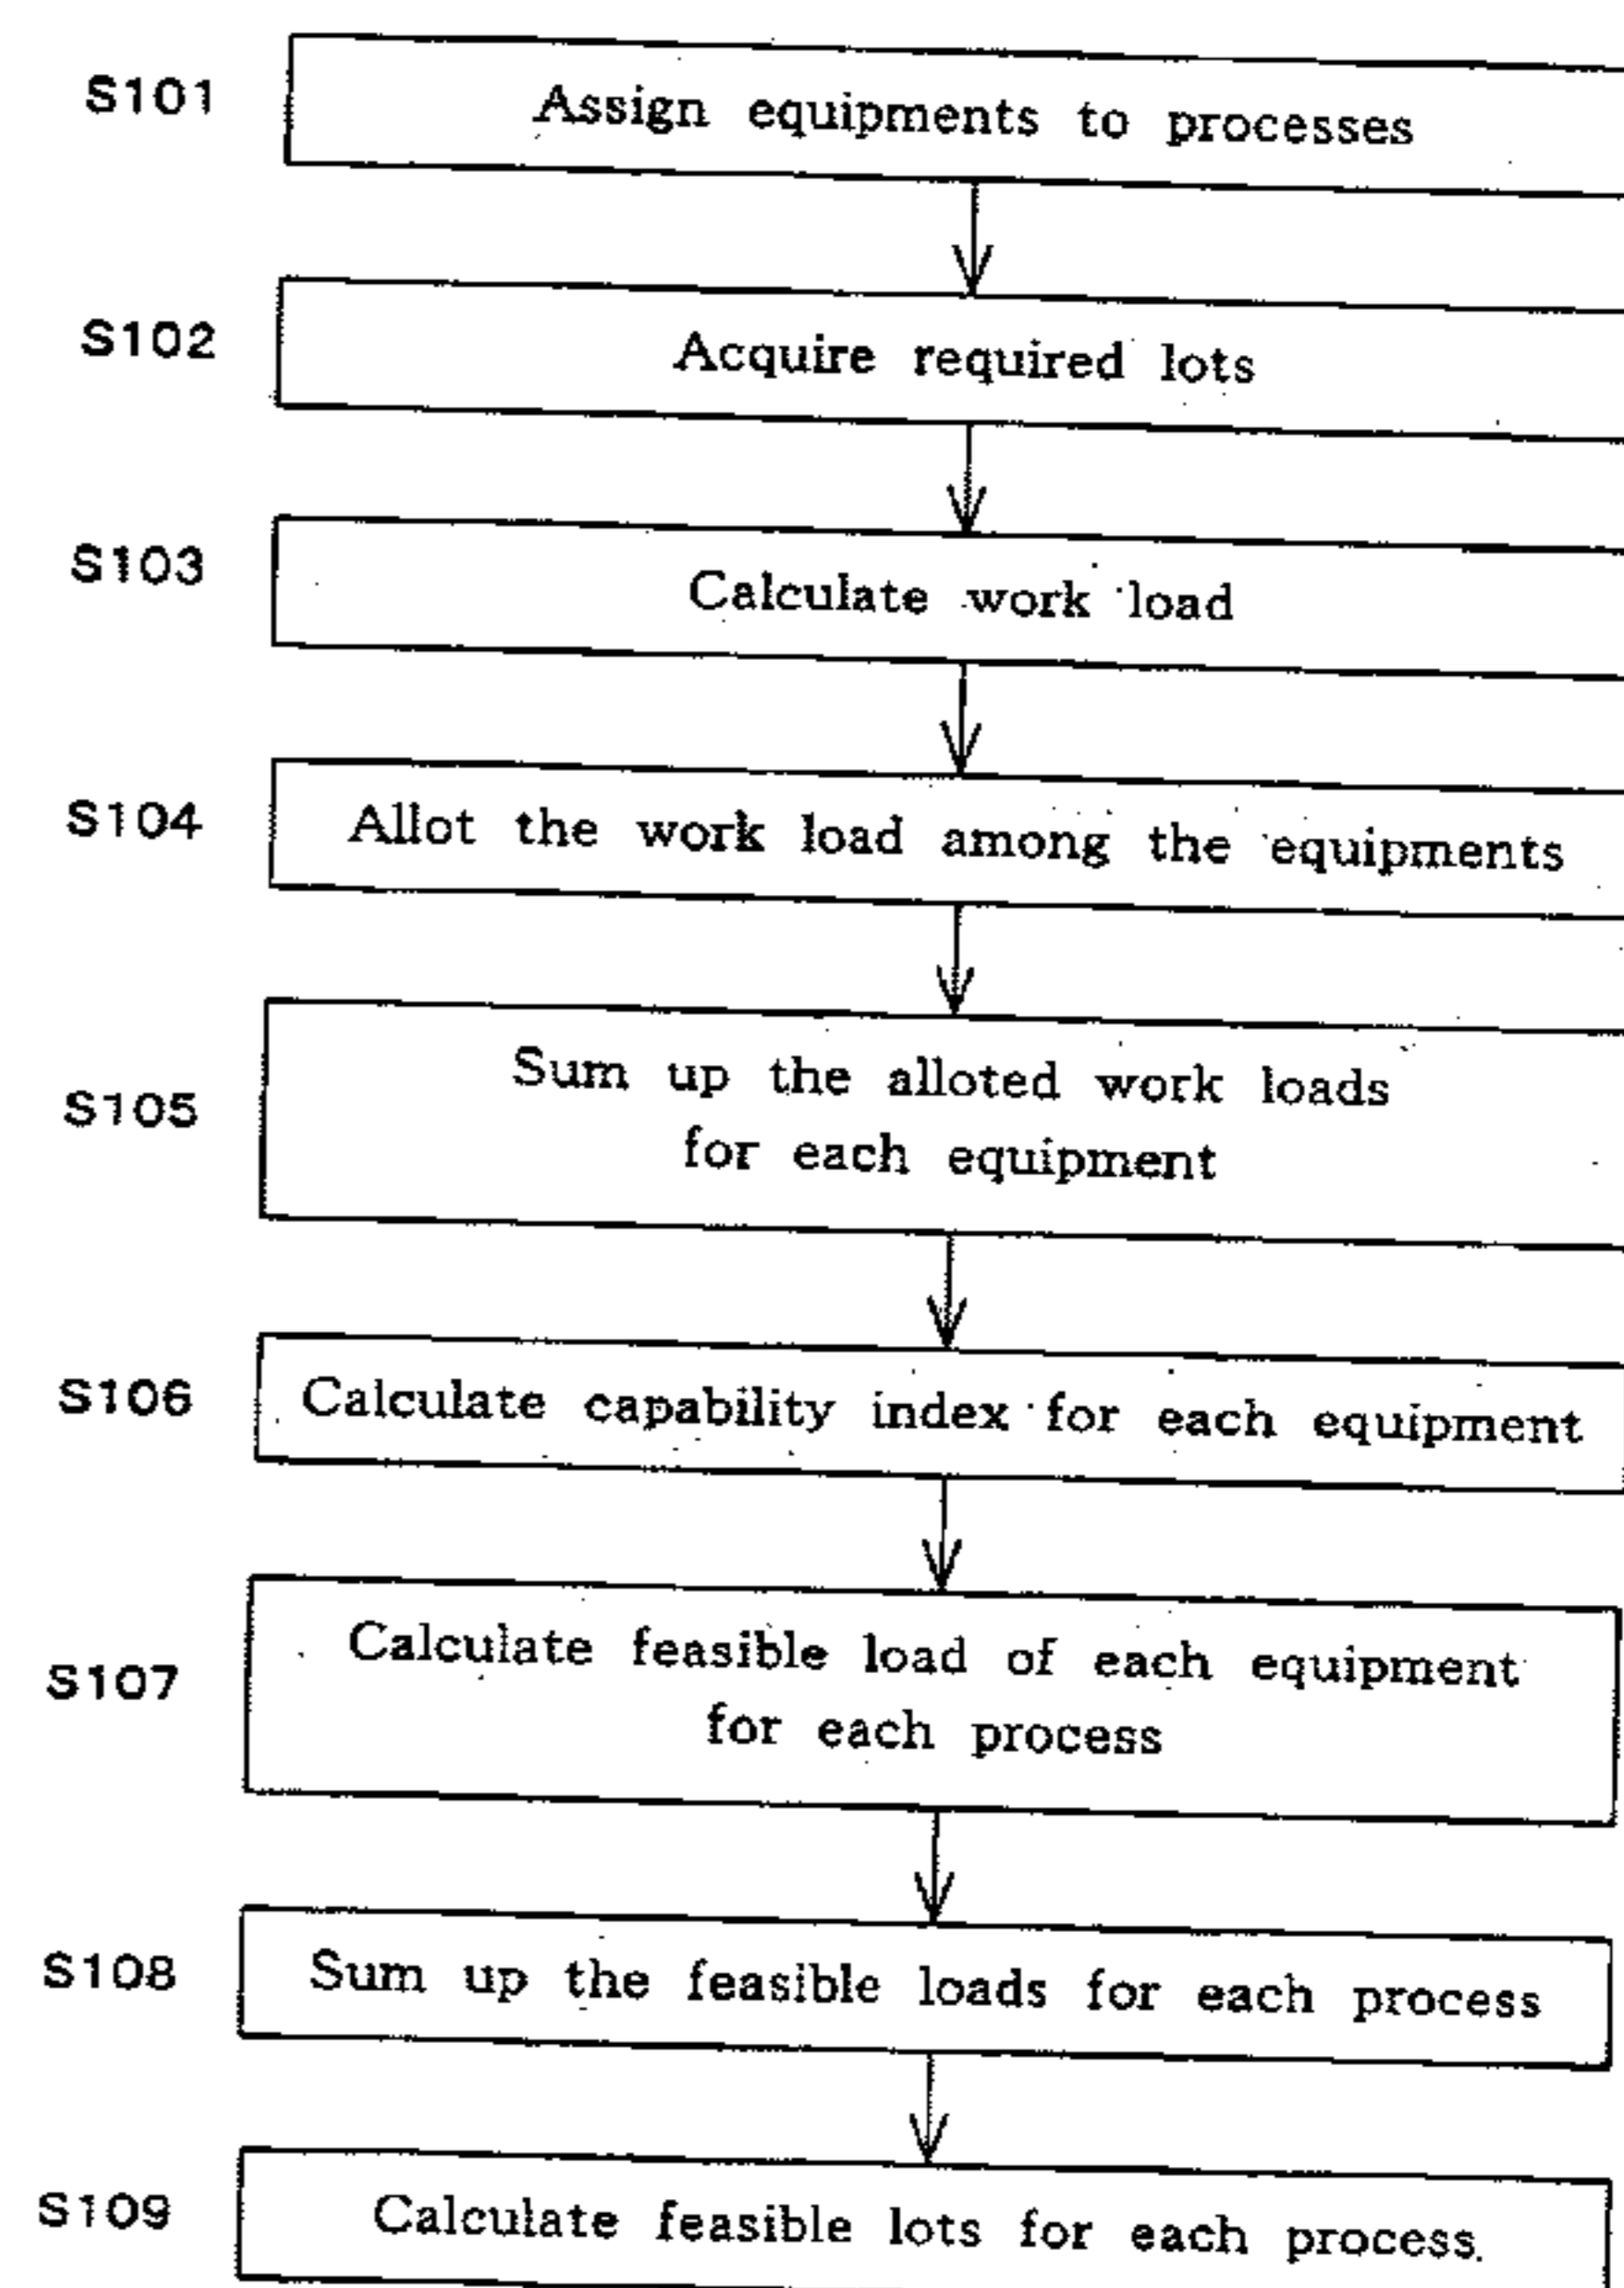 S101
Assign equipments to processes
S102
Acquire required lots
S103
Calculate work load
S104
Allot the work load among the equipments
S105
Sum up the alloted work loads
for each equipment
S106
Calculate capability index for each equipment
S107
Calculate feasible load of each equipment
for each process
S108
Sum up the feasible loads for each process
S109
Calculate feasible lots for each process